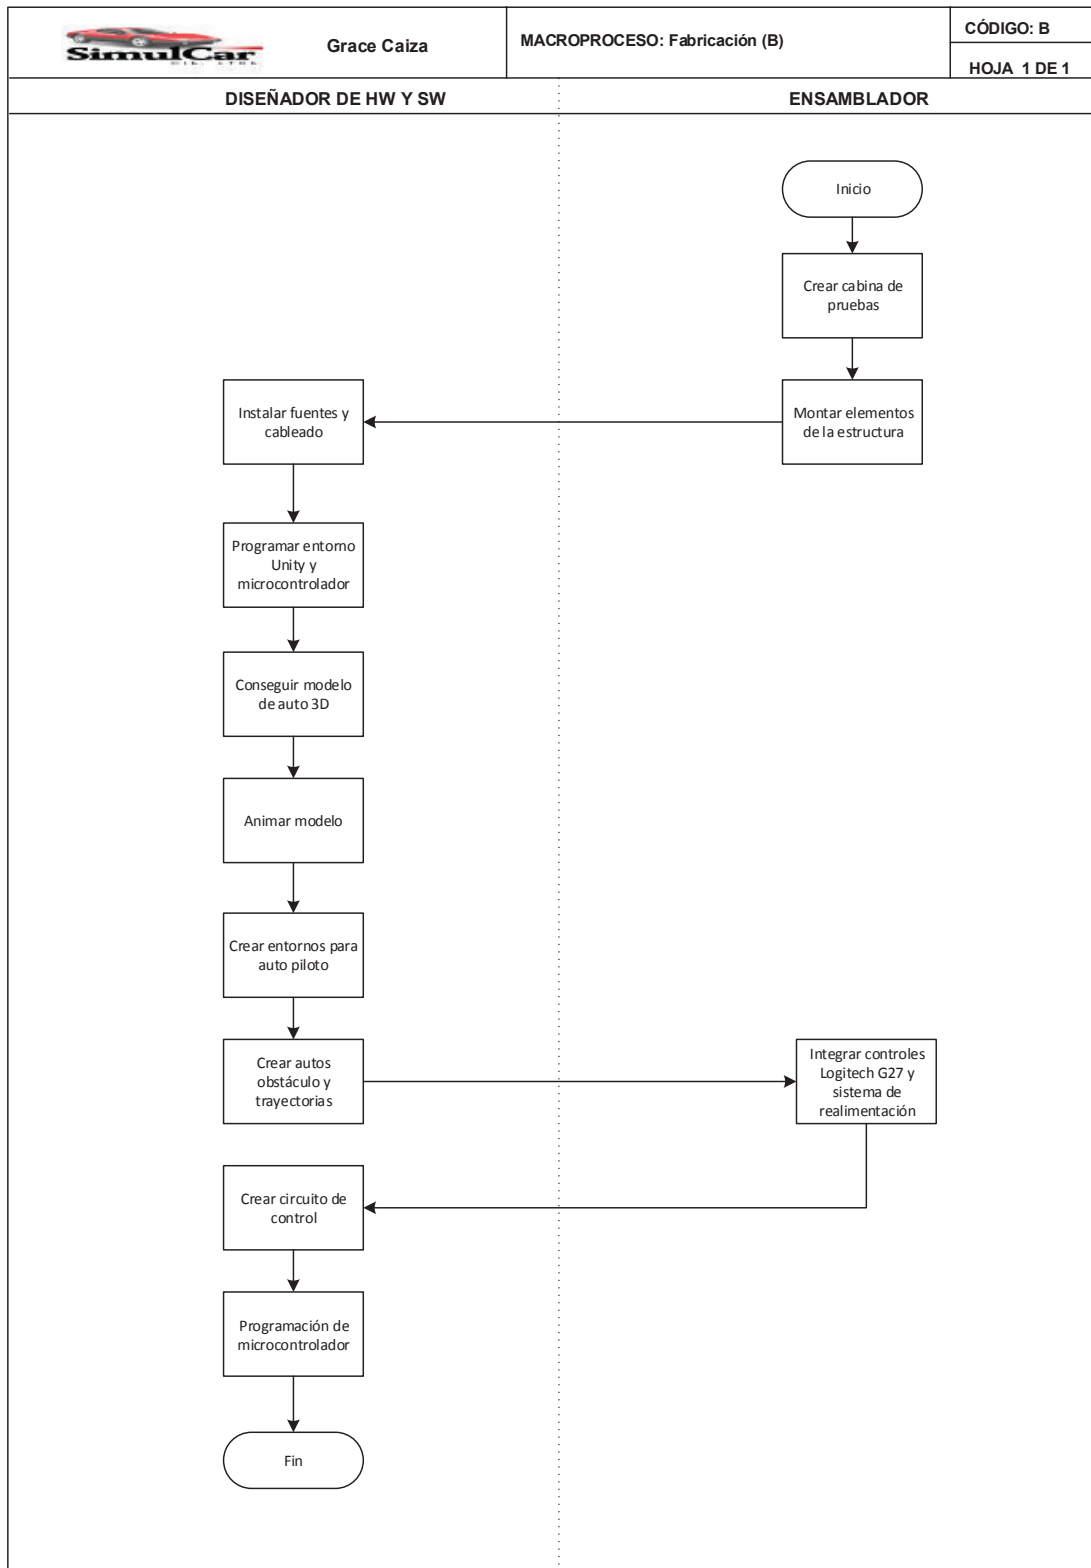 SimulCar
Grace Caiza
MACROPROCESO: Fabricación (B)
CÓDIGO: B
HOJA 1 DE 1
DISEÑADOR DE HW Y SW
ENSAMBLADOR
Inicio
Crear cabina de
pruebas
Montar elementos
de la estructura
Instalar fuentes y
cableado
Programar entorno
Unity y
microcontrolador
Conseguir modelo
de auto 3D
Animar modelo
Crear entornos para
auto piloto
Crear autos
obstáculo y
trayectorias
Integrar controles
Logitech G27 y
sistema de
realimentación
Crear circuito de
control
Programación de
microcontrolador
Fin